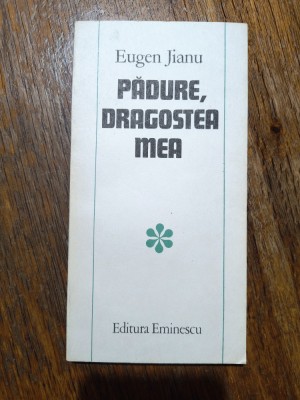 Eugen Jianu
PĂDURE,
DRAGOSTEA
MEA
Editura Eminescu